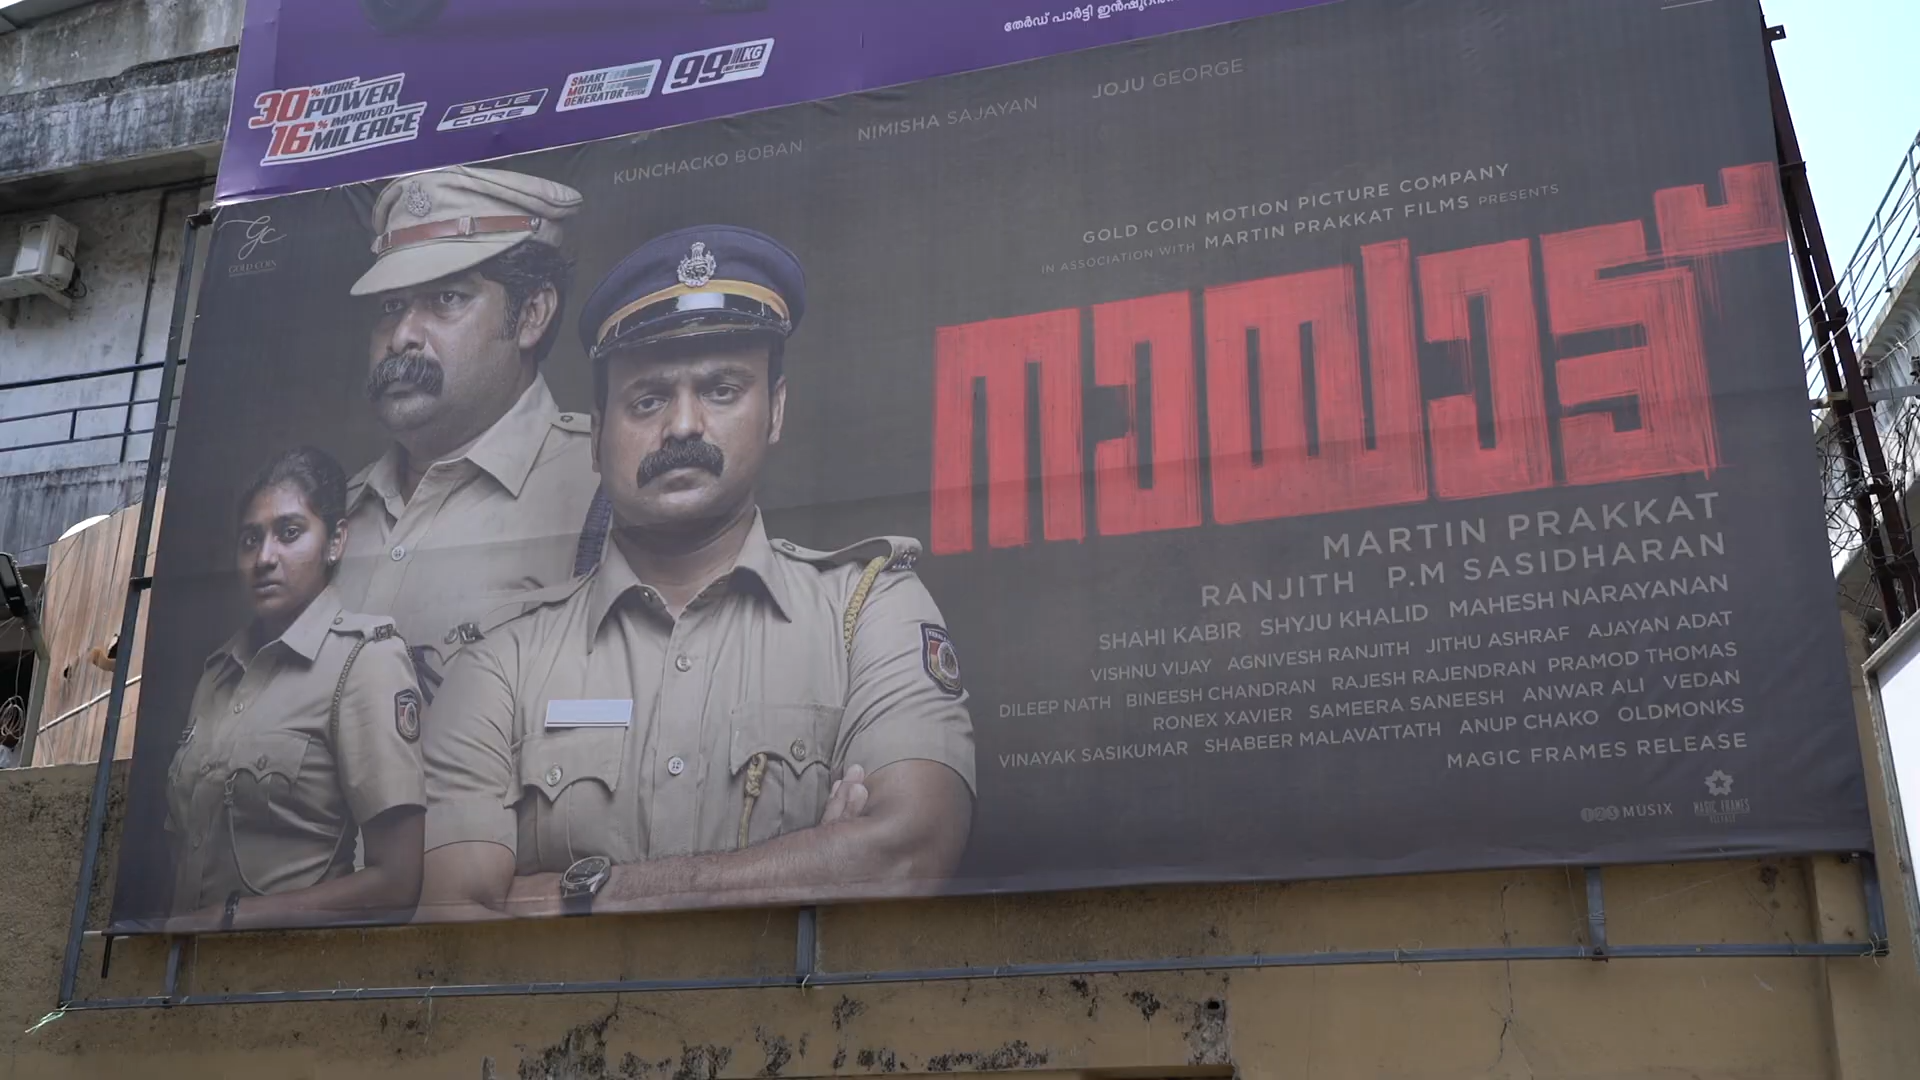 തേർഡ് പാർട്ടി ഇൻഷുറൻസ്
30% MORE POWER
16% IMPROVED MILEAGE
BLUE CORE
SMART MOTOR GENERATOR SYSTEM
99 KG
KUNCHACKO BOBAN NIMISHA SAJAYAN JOJU GEORGE
gc
GOLD COIN
GOLD COIN MOTION PICTURE COMPANY
IN ASSOCIATION WITH MARTIN PRAKKAT FILMS PRESENTS
നായാട്ട്
MARTIN PRAKKAT
RANJITH P.M SASIDHARAN
SHAHI KABIR SHYJU KHALID MAHESH NARAYANAN
VISHNU VIJAY AGNIVESH RANJITH JITHU ASHRAF AJAYAN ADAT
DILEEP NATH BINEESH CHANDRAN RAJESH RAJENDRAN PRAMOD THOMAS
RONEX XAVIER SAMEERA SANEESH ANWAR ALI VEDAN
VINAYAK SASIKUMAR SHABEER MALAVATTATH ANUP CHAKO OLDMONKS
MAGIC FRAMES RELEASE
123 MUSIX
MAGIC FRAMES
RELEASE